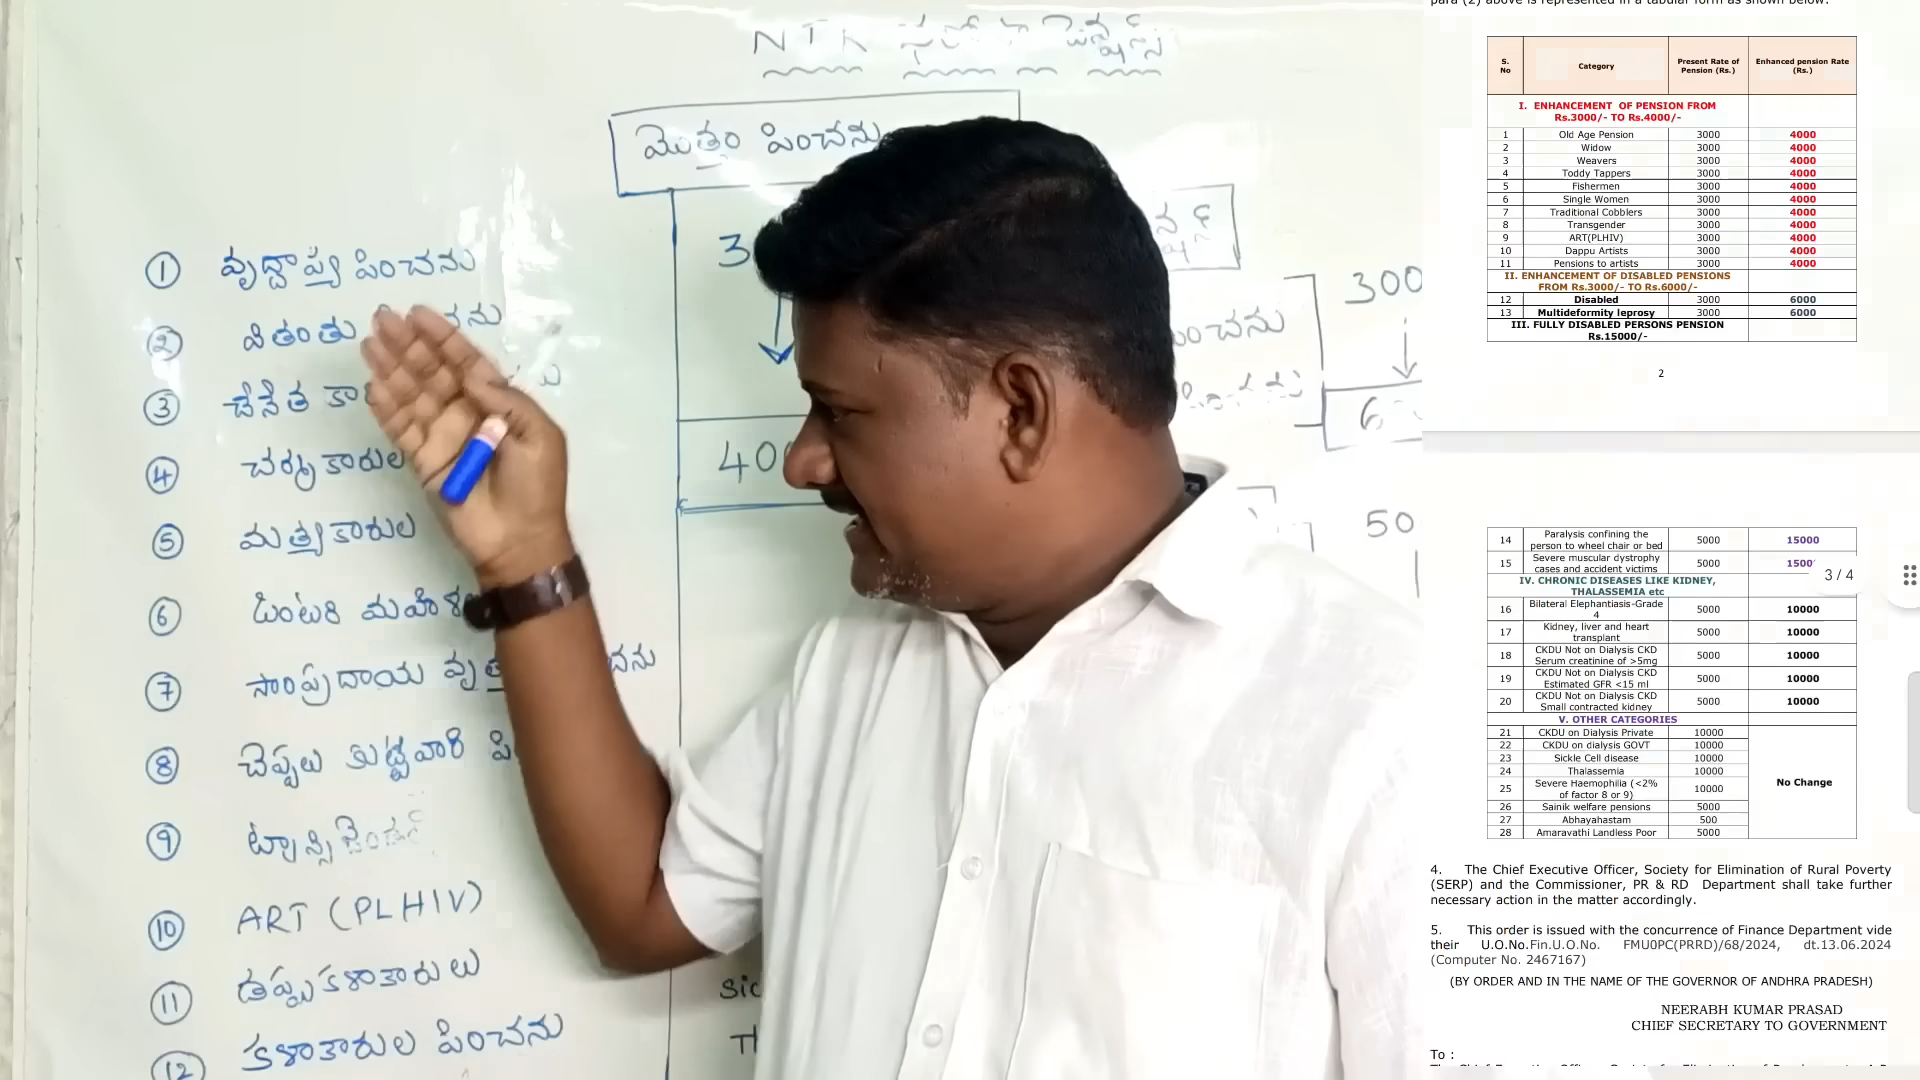 NTR భరోసా పెన్షన్స్
మొత్తం పించను
① వృద్దాప్య పించను
② వితంతు
③ చేనేత
④ చర్మకారుల
⑤ మత్స్యకారుల
⑥ ఒంటరి
⑦ సాంప్రదాయ
⑧ చెప్పులు కుట్టేవారి
⑨ ట్రాన్స్ జెండర్
⑩ ART (PLHIV)
⑪ డప్పు కళాకారులు
⑫ కళాకారుల పించను
para (2) above is represented in a tabular form as shown below:
S. No Category Present Rate of Pension (Rs.) Enhanced pension Rate (Rs.)
I. ENHANCEMENT OF PENSION FROM
Rs.3000/- TO Rs.4000/-
1 Old Age Pension 3000 4000
2 Widow 3000 4000
3 Weavers 3000 4000
4 Toddy Tappers 3000 4000
5 Fishermen 3000 4000
6 Single Women 3000 4000
7 Traditional Cobblers 3000 4000
8 Transgender 3000 4000
9 ART(PLHIV) 3000 4000
10 Dappu Artists 3000 4000
11 Pensions to artists 3000 4000
II. ENHANCEMENT OF DISABLED PENSIONS
FROM Rs.3000/- TO Rs.6000/-
12 Disabled 3000 6000
13 Multideformity leprosy 3000 6000
III. FULLY DISABLED PERSONS PENSION
Rs.15000/-
2
14 Paralysis confining the person to wheel chair or bed 5000 15000
15 Severe muscular dystrophy cases and accident victims 5000
3 / 4
IV. CHRONIC DISEASES LIKE KIDNEY,
THALASSEMIA etc
16 Bilateral Elephantiasis-Grade 4 5000 10000
17 Kidney, liver and heart transplant 5000 10000
18 CKDU Not on Dialysis CKD Serum creatinine of >5mg 5000 10000
19 CKDU Not on Dialysis CKD Estimated GFR <15 ml 5000 10000
20 CKDU Not on Dialysis CKD Small contracted kidney 5000 10000
V. OTHER CATEGORIES
21 CKDU on Dialysis Private 10000
22 CKDU on dialysis GOVT 10000
23 Sickle Cell disease 10000
24 Thalassemia 10000
25 Severe Haemophilia (<2% of factor 8 or 9) 10000
26 Sainik welfare pensions 5000
27 Abhayahastam 500
28 Amaravathi Landless Poor 5000
No Change
4. The Chief Executive Officer, Society for Elimination of Rural Poverty
(SERP) and the Commissioner, PR & RD Department shall take further
necessary action in the matter accordingly.
5. This order is issued with the concurrence of Finance Department vide
their U.O.No.Fin.U.O.No. FMU0PC(PRRD)/68/2024, dt.13.06.2024
(Computer No. 2467167)
(BY ORDER AND IN THE NAME OF THE GOVERNOR OF ANDHRA PRADESH)
NEERABH KUMAR PRASAD
CHIEF SECRETARY TO GOVERNMENT
To :